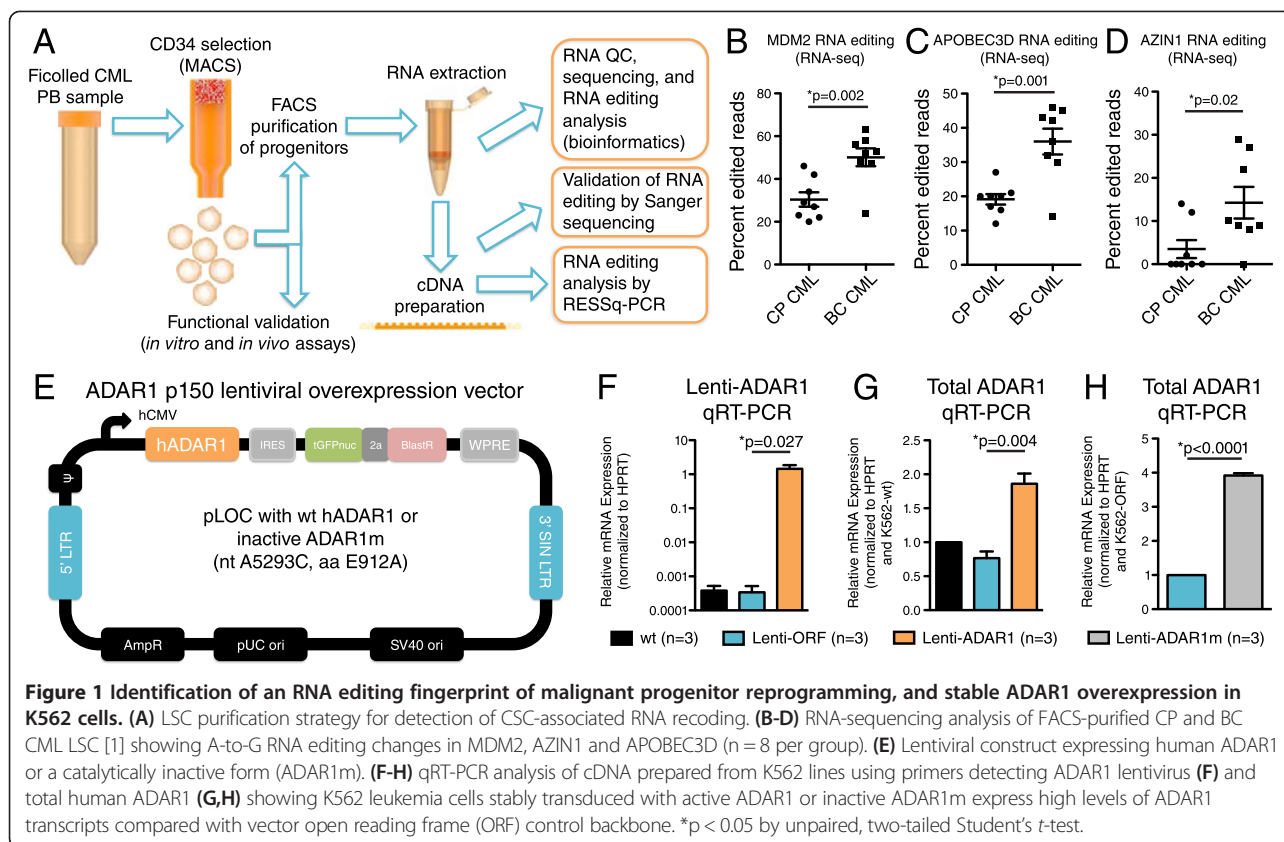 A
Ficolled CML
PB sample
CD34 selection
(MACS)
FACS
purification
of progenitors
Functional validation
(in vitro and in vivo assays)
RNA extraction
cDNA
preparation
RNA QC,
sequencing, and
RNA editing
analysis
(bioinformatics)
Validation of RNA
editing by Sanger
sequencing
RNA editing
analysis by
RESSq-PCR
B
MDM2 RNA editing
(RNA-seq)
*p=0.002
Percent edited reads
80
60
40
20
0
CP CML
BC CML
C
APOBEC3D RNA editing
(RNA-seq)
*p=0.001
Percent edited reads
50
40
30
20
10
0
CP CML
BC CML
D
AZIN1 RNA editing
(RNA-seq)
*p=0.02
Percent edited reads
40
30
20
10
0
CP CML
BC CML
E
ADAR1 p150 lentiviral overexpression vector
hCMV
hADAR1
IRES
tGFPnuc
2a
BlastR
WPRE
ψ
5' LTR
3' SIN LTR
pLOC with wt hADAR1 or
inactive ADAR1m
(nt A5293C, aa E912A)
AmpR
pUC ori
SV40 ori
F
Lenti-ADAR1
qRT-PCR
*p=0.027
Relative mRNA Expression
(normalized to HPRT)
10
1
0.1
0.01
0.001
0.0001
G
Total ADAR1
qRT-PCR
*p=0.004
Relative mRNA Expression
(normalized to HPRT
and K562-wt)
2.5
2.0
1.5
1.0
0.5
0.0
H
Total ADAR1
qRT-PCR
*p<0.0001
Relative mRNA Expression
(normalized to HPRT
and K562-ORF)
5
4
3
2
1
0
wt (n=3)
Lenti-ORF (n=3)
Lenti-ADAR1 (n=3)
Lenti-ADAR1m (n=3)
Figure 1 Identification of an RNA editing fingerprint of malignant progenitor reprogramming, and stable ADAR1 overexpression in
K562 cells. (A) LSC purification strategy for detection of CSC-associated RNA recoding. (B-D) RNA-sequencing analysis of FACS-purified CP and BC
CML LSC [1] showing A-to-G RNA editing changes in MDM2, AZIN1 and APOBEC3D (n = 8 per group). (E) Lentiviral construct expressing human ADAR1
or a catalytically inactive form (ADAR1m). (F-H) qRT-PCR analysis of cDNA prepared from K562 lines using primers detecting ADAR1 lentivirus (F) and
total human ADAR1 (G,H) showing K562 leukemia cells stably transduced with active ADAR1 or inactive ADAR1m express high levels of ADAR1
transcripts compared with vector open reading frame (ORF) control backbone. *p < 0.05 by unpaired, two-tailed Student's t-test.